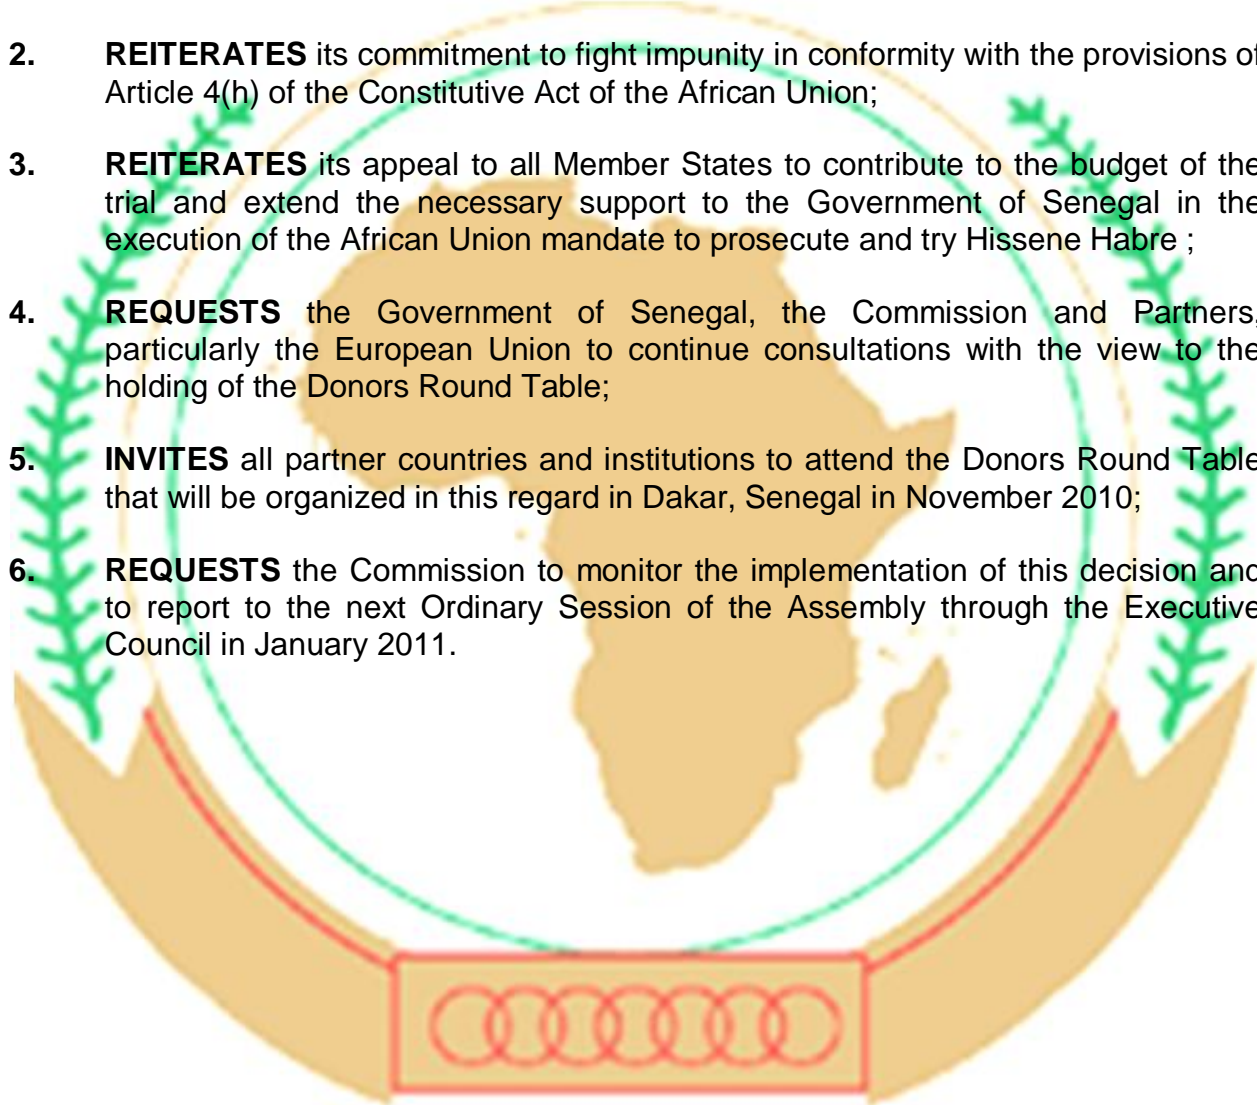 2. REITERATES its commitment to fight impunity in conformity with the provisions of
Article 4(h) of the Constitutive Act of the African Union;
3. REITERATES its appeal to all Member States to contribute to the budget of the
trial and extend the necessary support to the Government of Senegal in the
execution of the African Union mandate to prosecute and try Hissene Habre ;
4. REQUESTS the Government of Senegal, the Commission and Partners,
particularly the European Union to continue consultations with the view to the
holding of the Donors Round Table;
5. INVITES all partner countries and institutions to attend the Donors Round Table
that will be organized in this regard in Dakar, Senegal in November 2010;
6. REQUESTS the Commission to monitor the implementation of this decision and
to report to the next Ordinary Session of the Assembly through the Executive
Council in January 2011.